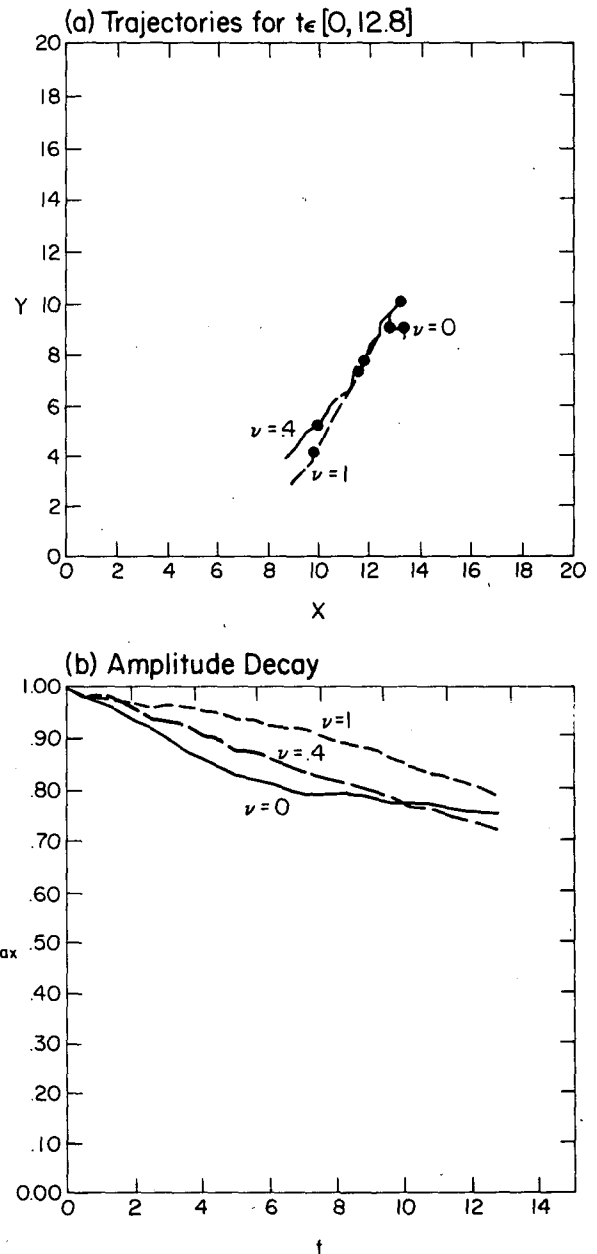 (a) Trajectories for tϵ [0, 12.8]
20
18
16
14
12
Y 10
8
6
4
2
0
ν = 0
ν = .4
ν = 1
0 2 4 6 8 10 12 14 16 18 20
X
(b) Amplitude Decay
1.00
.90
.80
.70
.60
.50
ax
.40
.30
.20
.10
0.00
ν = 1
ν = .4
ν = 0
0 2 4 6 8 10 12 14
t